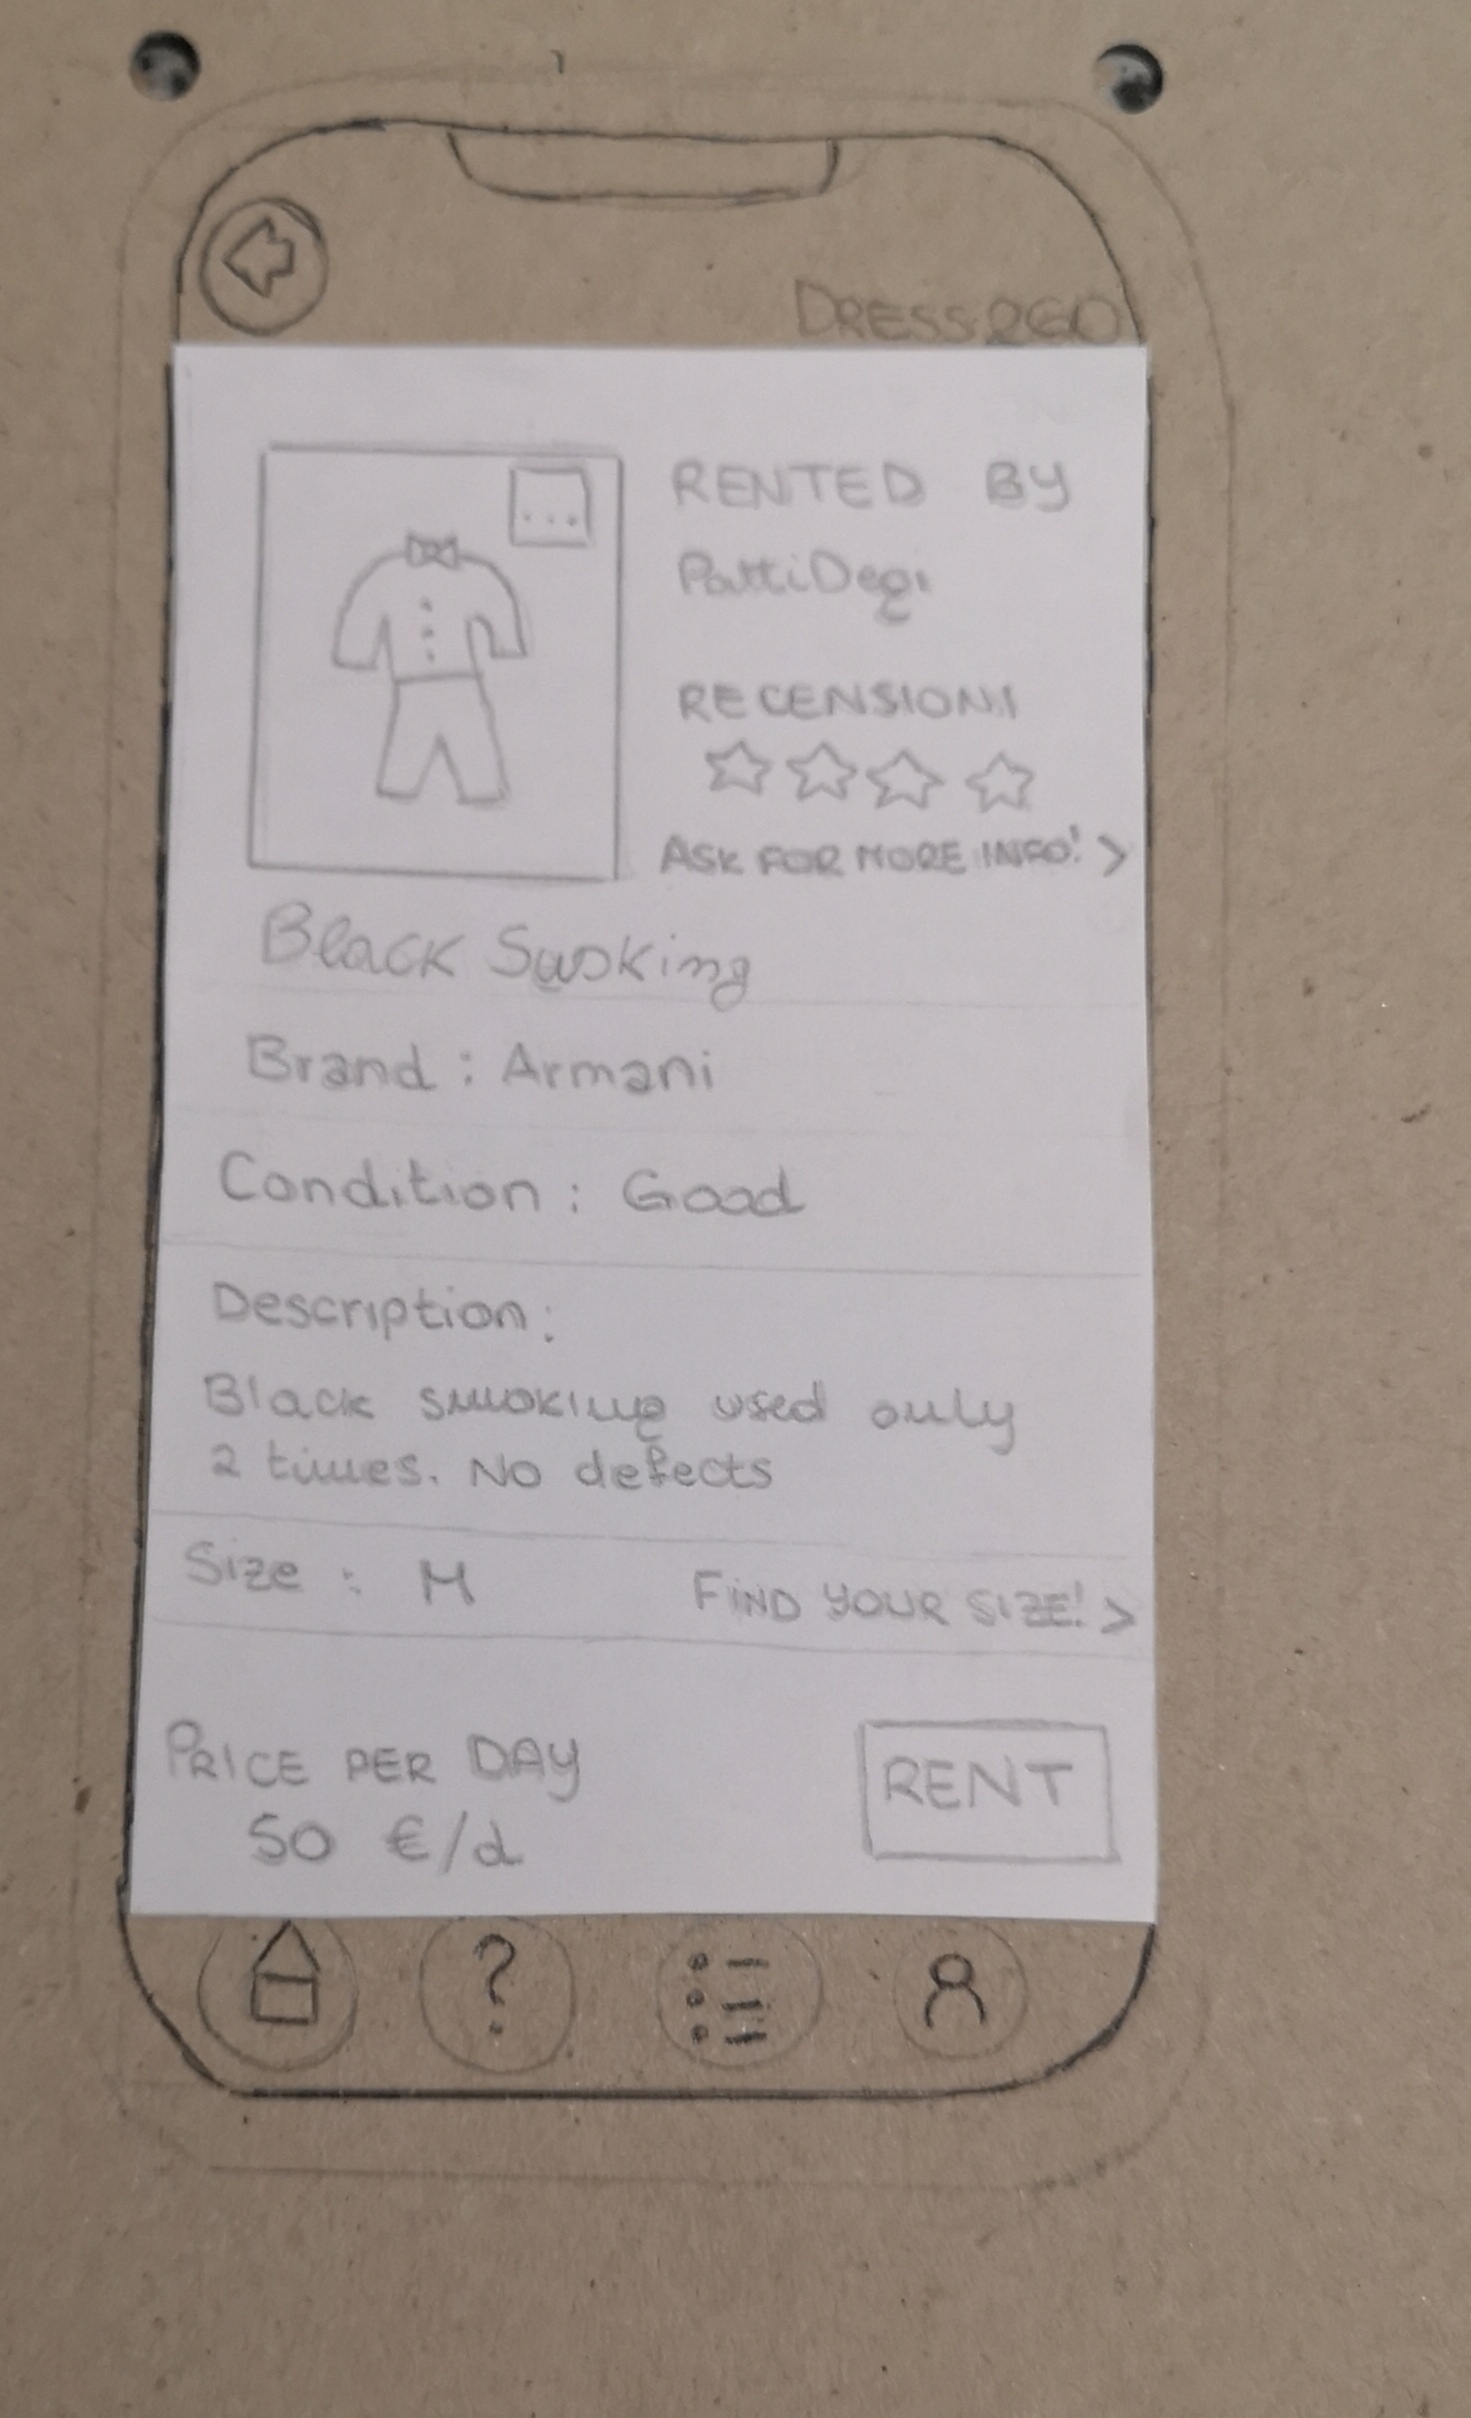 DRESS2GO
RENTED BY
PattiDegi
RECENSIONI
ASK FOR MORE INFO! >
Black Smoking
Brand : Armani
Condition : Good
Description:
Black smoking used only
2 times. No defects
Size : M
FIND YOUR SIZE! >
PRICE PER DAY
50 €/d
RENT
?